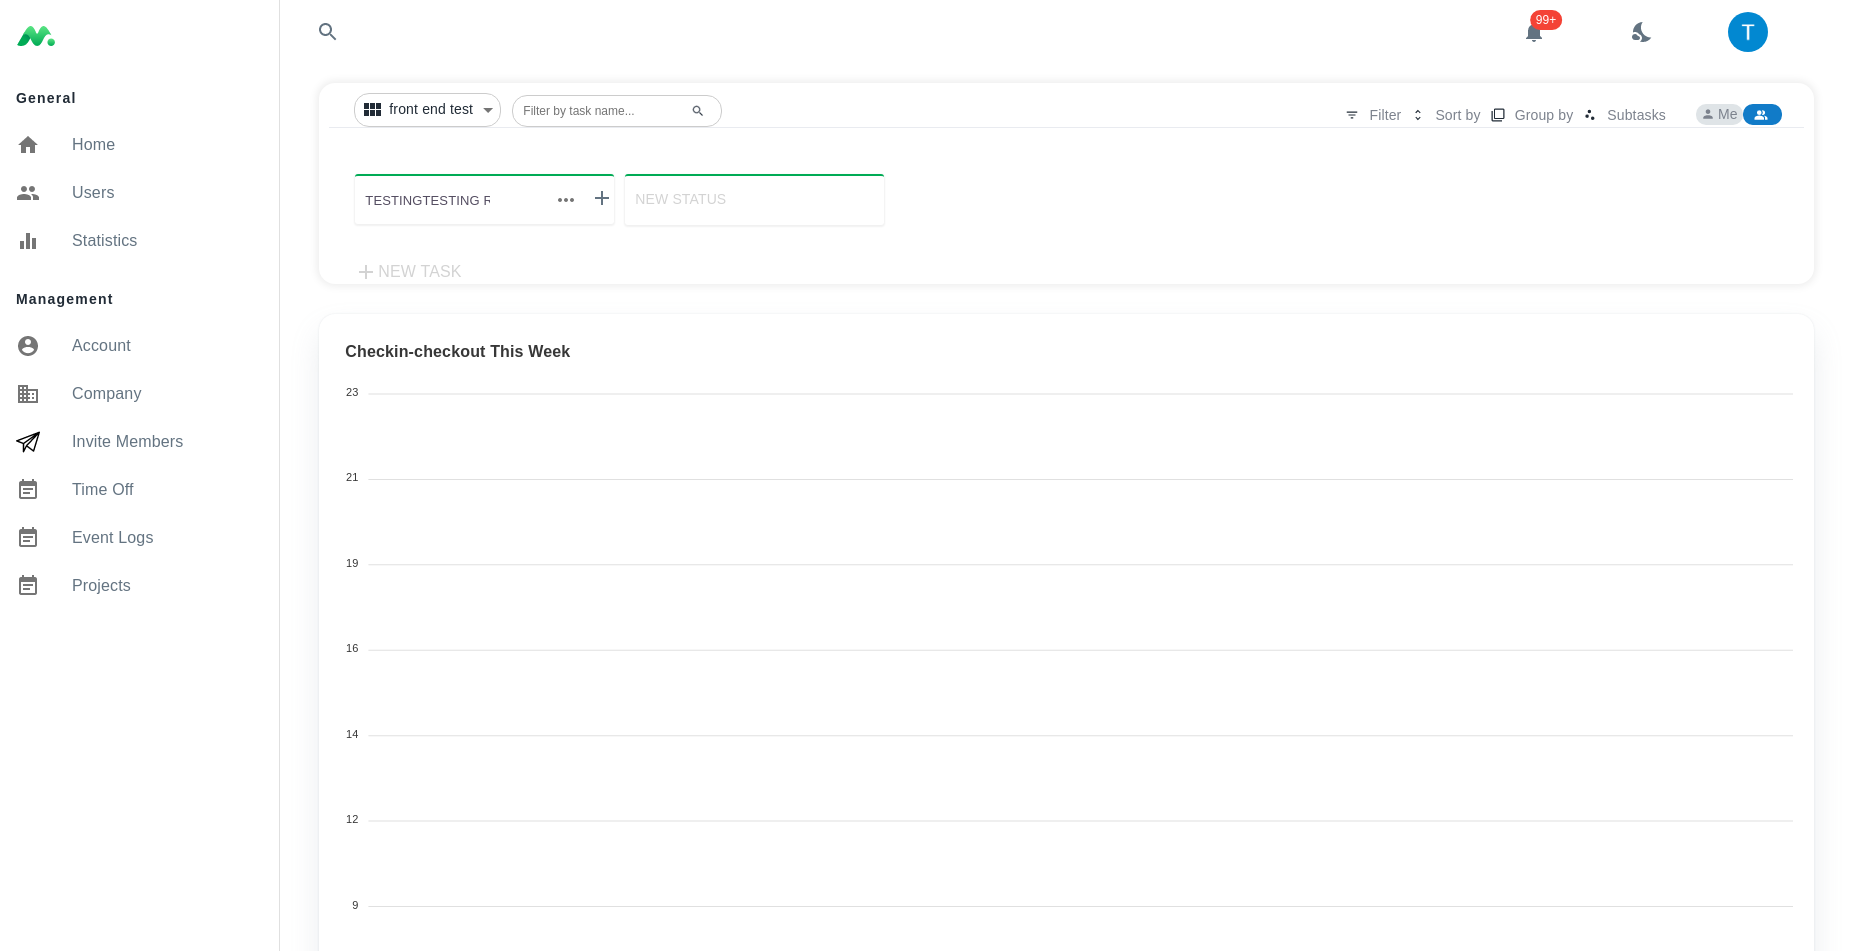 General
Home
Users
Statistics
Management
Account
Company
Invite Members
Time Off
Event Logs
Projects
99+
T
front end test
Filter by task name...
Filter
Sort by
Group by
Subtasks
Me
TESTINGTESTING R
NEW STATUS
NEW TASK
Checkin-checkout This Week
23
21
19
16
14
12
9